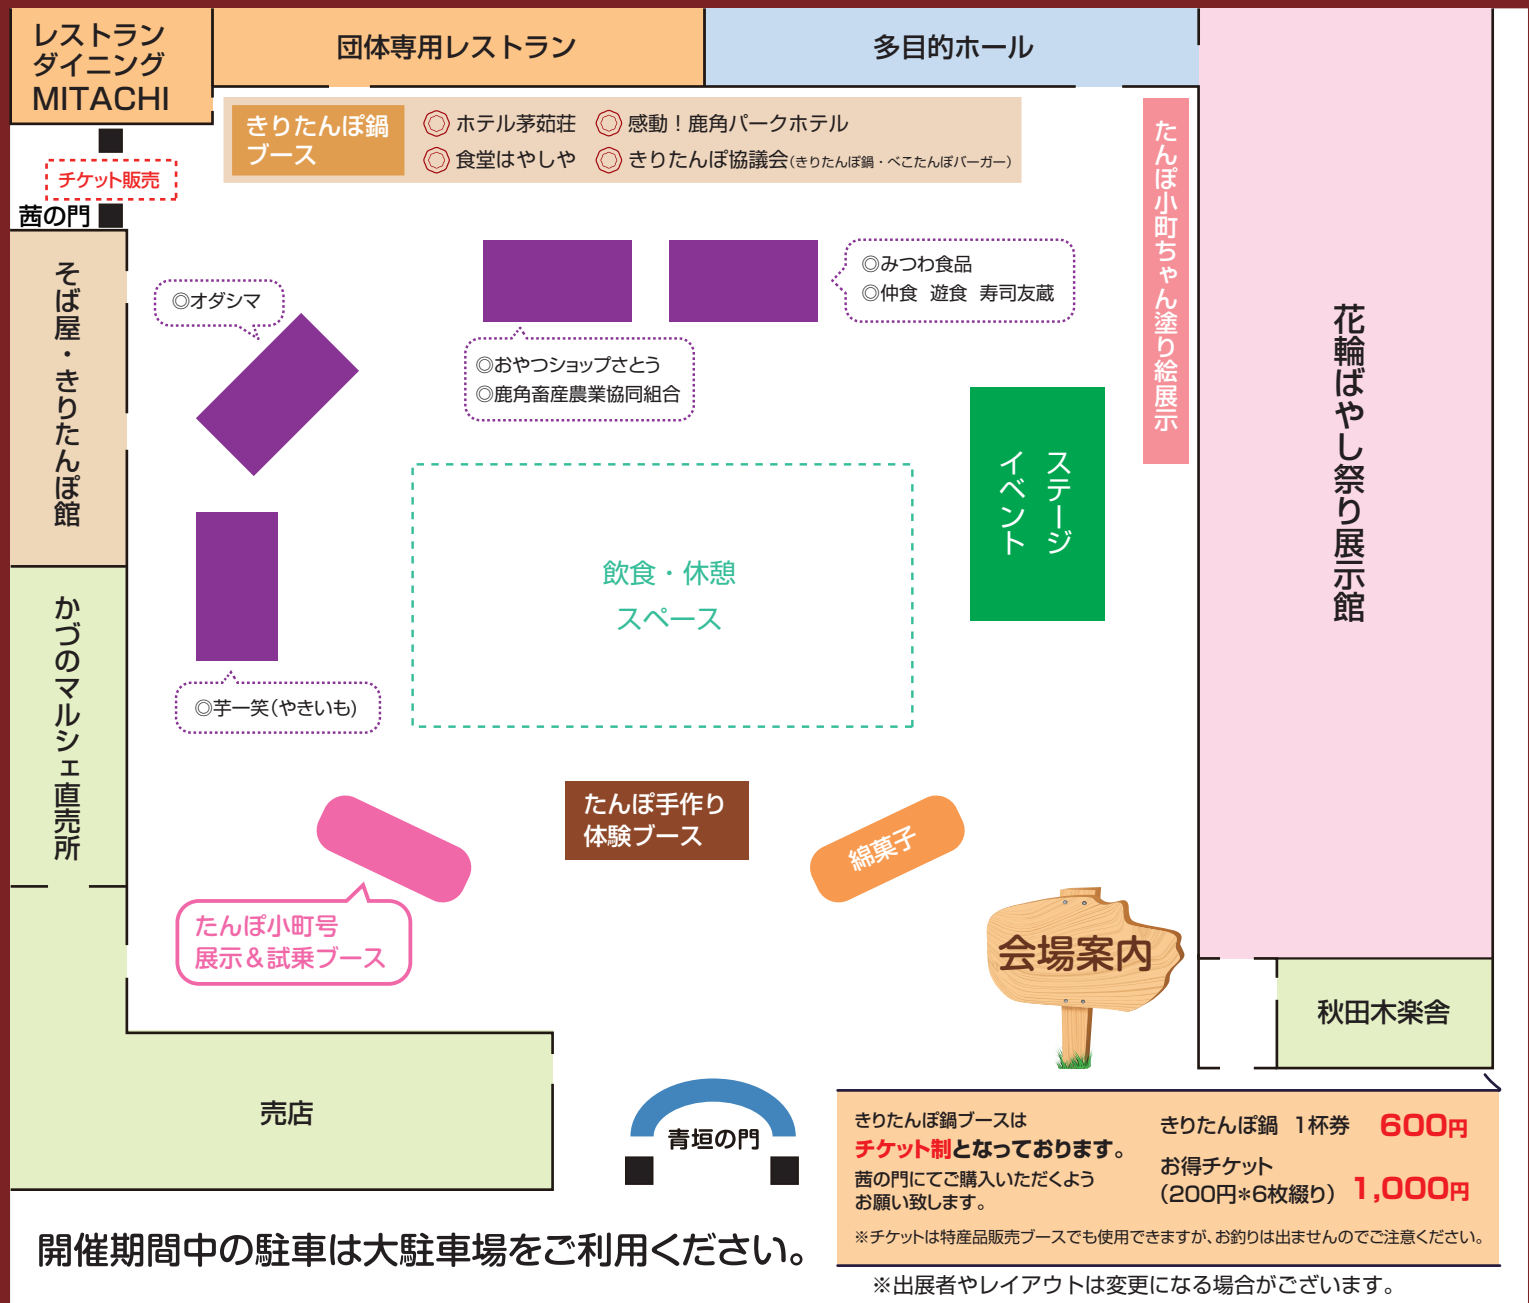 レストラン
ダイニング
MITACHI
団体専用レストラン
多目的ホール
きりたんぽ鍋
ブース
ホテル茅茹荘
感動！鹿角パークホテル
食堂はやしや
きりたんぽ協議会(きりたんぽ鍋・べこたんぽバーガー)
チケット販売
茜の門
たんぽ小町ちゃん塗り絵展示
花輪ばやし祭り展示館
そば屋・きりたんぽ館
◎オダシマ
◎みつわ食品
◎仲食 遊食 寿司友蔵
◎おやつショップさとう
◎鹿角畜産農業協同組合
ステージ
イベント
飲食・休憩
スペース
かづのマルシェ直売所
◎芋一笑(やきいも)
たんぽ手作り
体験ブース
綿菓子
たんぽ小町号
展示＆試乗ブース
会場案内
秋田木楽舎
売店
青垣の門
きりたんぽ鍋ブースは
チケット制となっております。
茜の門にてご購入いただくよう
お願い致します。
きりたんぽ鍋 1杯券 600円
お得チケット
(200円*6枚綴り) 1,000円
※チケットは特産品販売ブースでも使用できますが、お釣りは出ませんのでご注意ください。
開催期間中の駐車は大駐車場をご利用ください。
※出展者やレイアウトは変更になる場合がございます。